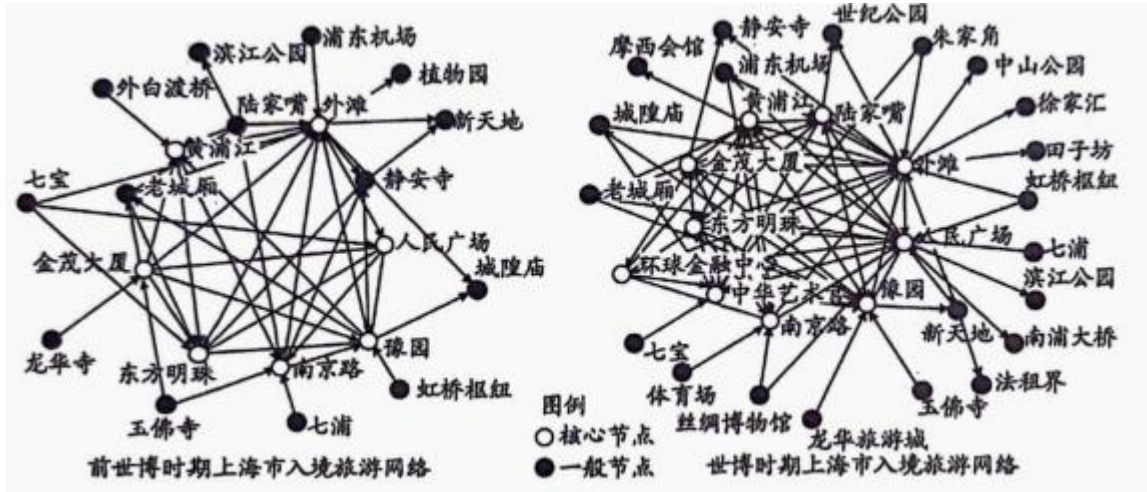 浦东机场
滨江公园
植物园
外白渡桥
陆家嘴
外滩
新天地
黄浦江
七宝
老城厢
静安寺
人民广场
金茂大厦
城隍庙
龙华寺
东方明珠
南京路
豫园
虹桥枢纽
玉佛寺
七浦
前世博时期上海市入境旅游网络
图例
核心节点
一般节点
世纪公园
静安寺
摩西会馆
朱家角
浦东机场
中山公园
黄浦江
陆家嘴
徐家汇
城隍庙
金茂大厦
外滩
田子坊
老城厢
虹桥枢纽
东方明珠
人民广场
七浦
环球金融中心
滨江公园
中华艺术宫
豫园
南京路
新天地
南浦大桥
七宝
体育场
法租界
丝绸博物馆
玉佛寺
龙华旅游城
世博时期上海市入境旅游网络